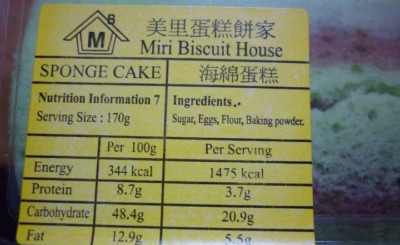 B
M
美里蛋糕餅家
Miri Biscuit House
SPONGE CAKE 海綿蛋糕
Nutrition Information 7 Ingredients.
Serving Size : 170g Sugar, Eggs, Flour, Baking powder.
Per 100g Per Serving
Energy 344 kcal 1475 kcal
Protein 8.7g 3.7g
Carbohydrate 48.4g 20.9g
Fat 12.9g 5.5g